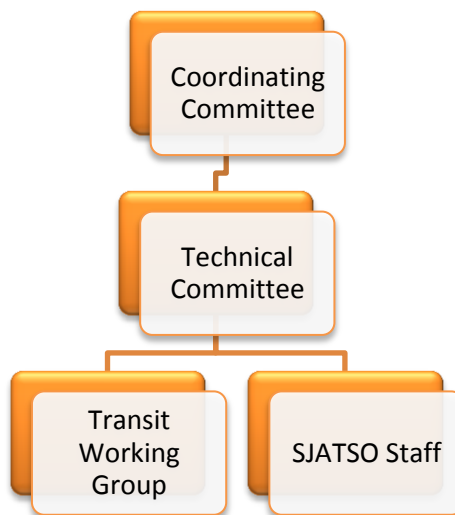 Coordinating
Committee
Technical
Committee
Transit
Working
Group
SJATSO Staff